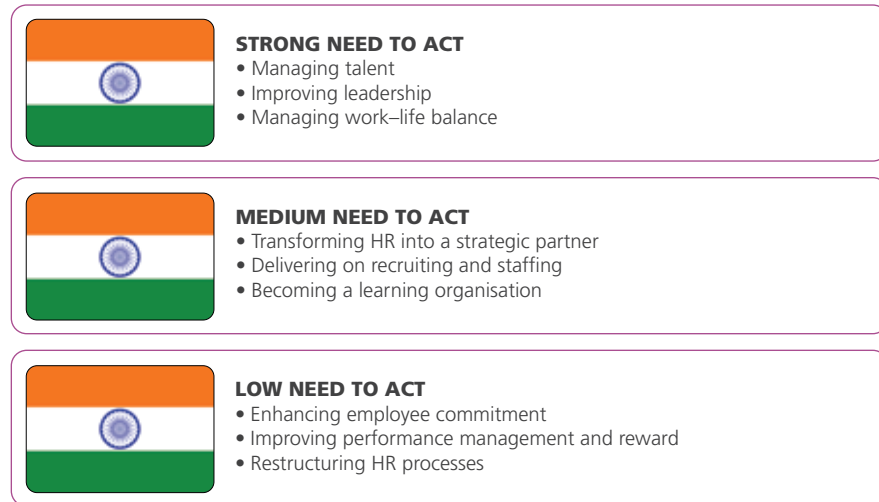 STRONG NEED TO ACT
• Managing talent
• Improving leadership
• Managing work–life balance
MEDIUM NEED TO ACT
• Transforming HR into a strategic partner
• Delivering on recruiting and staffing
• Becoming a learning organisation
LOW NEED TO ACT
• Enhancing employee commitment
• Improving performance management and reward
• Restructuring HR processes